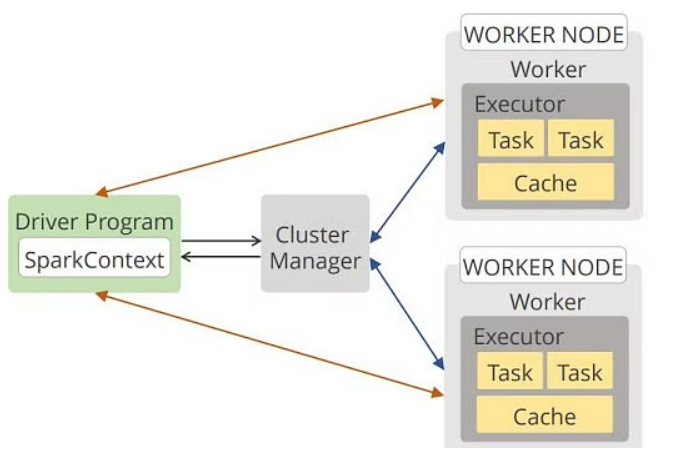 Driver Program
SparkContext
Cluster
Manager
WORKER NODE
Worker
Executor
Task Task
Cache
WORKER NODE
Worker
Executor
Task Task
Cache